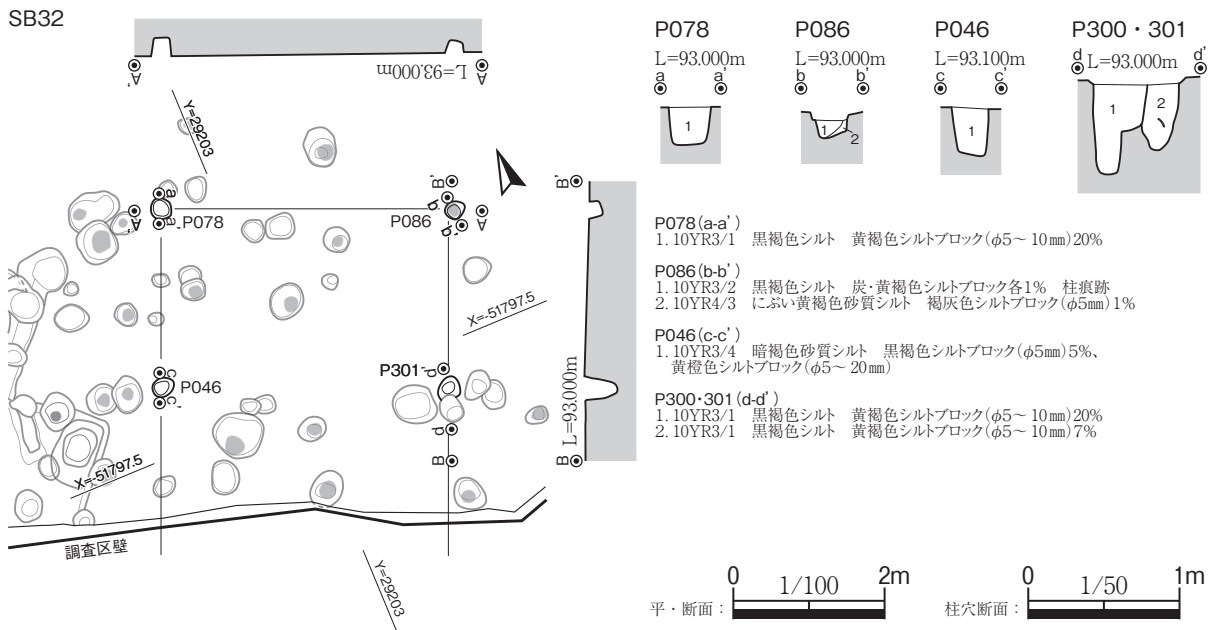 SB32
L=93.000m
A'
A
Y=29203
a
a'
P078
A'
B'
b
b'
P086
A
B'
X=-51797.5
c
c'
P046
P301
d'
d
B
L=93.000m
B
X=-51797.5
調査区壁
Y=29203
P078
L=93.000m
a a'
1
P086
L=93.000m
b b'
1 2
P046
L=93.100m
c c'
1
P300・301
d L=93.000m d'
1 2
P078(a-a')
1. 10YR3/1 黒褐色シルト 黄褐色シルトブロック(φ5～10㎜)20%
P086(b-b')
1. 10YR3/2 黒褐色シルト 炭・黄褐色シルトブロック各1% 柱痕跡
2. 10YR4/3 にぶい黄褐色砂質シルト 褐灰色シルトブロック(φ5㎜)1%
P046(c-c')
1. 10YR3/4 暗褐色砂質シルト 黒褐色シルトブロック(φ5㎜)5%、
黄橙色シルトブロック(φ5～20㎜)
P300・301(d-d')
1. 10YR3/1 黒褐色シルト 黄褐色シルトブロック(φ5～10㎜)20%
2. 10YR3/1 黒褐色シルト 黄褐色シルトブロック(φ5～10㎜)7%
0 1/100 2m
平・断面：
0 1/50 1m
柱穴断面：